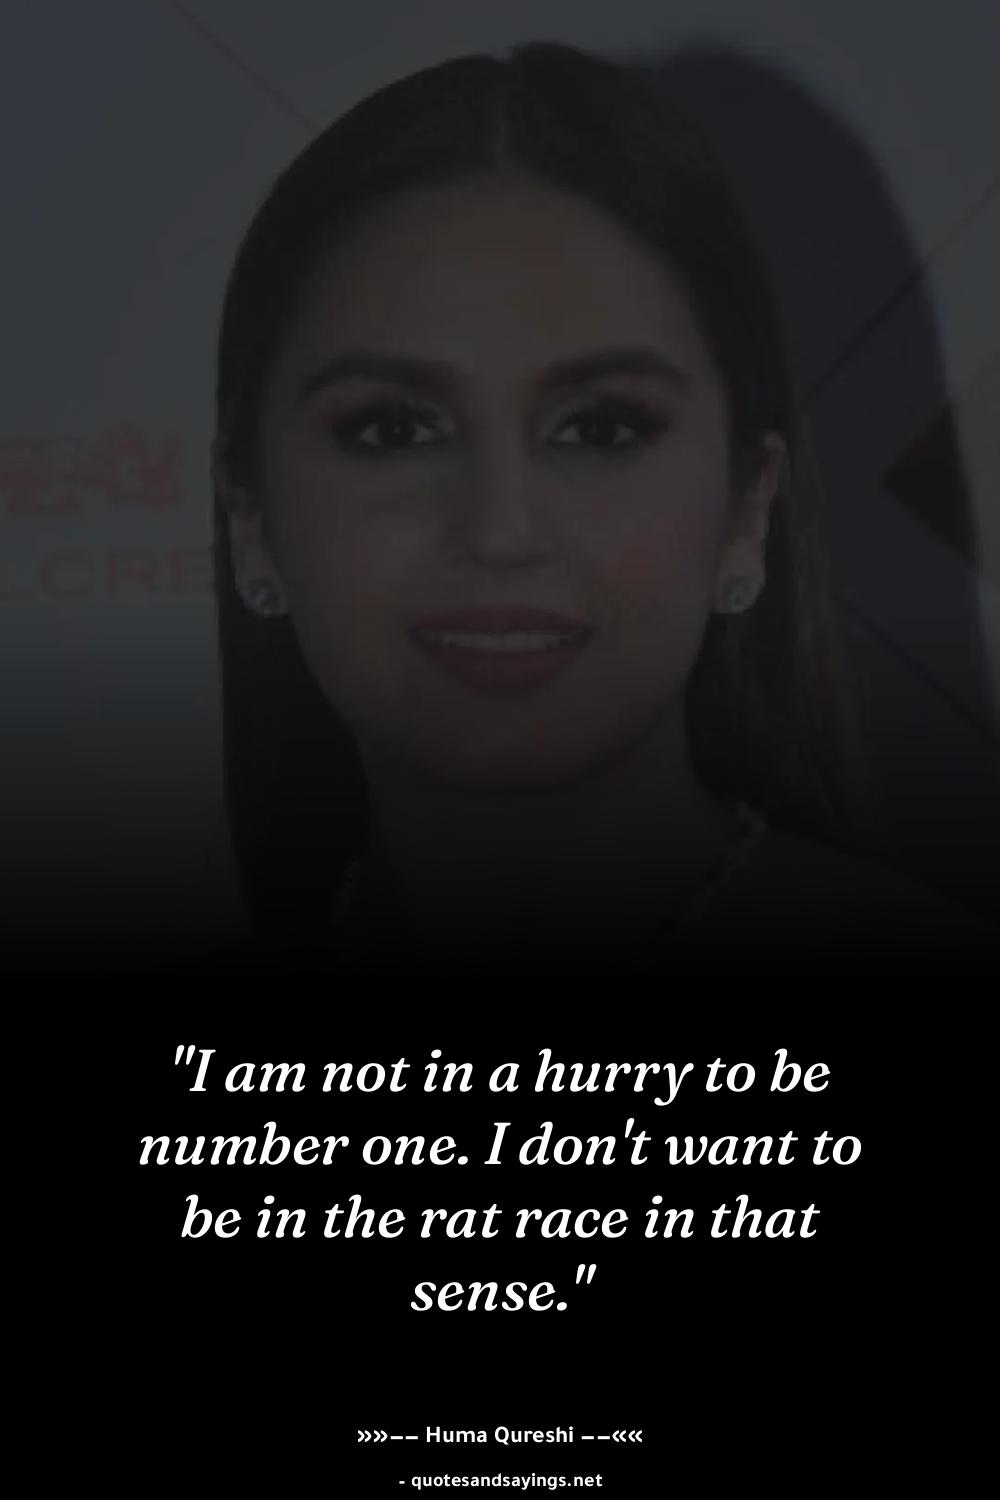 LCRE
"I am not in a hurry to be
number one. I don't want to
be in the rat race in that
sense."
»»−− Huma Qureshi −−««
- quotesandsayings.net